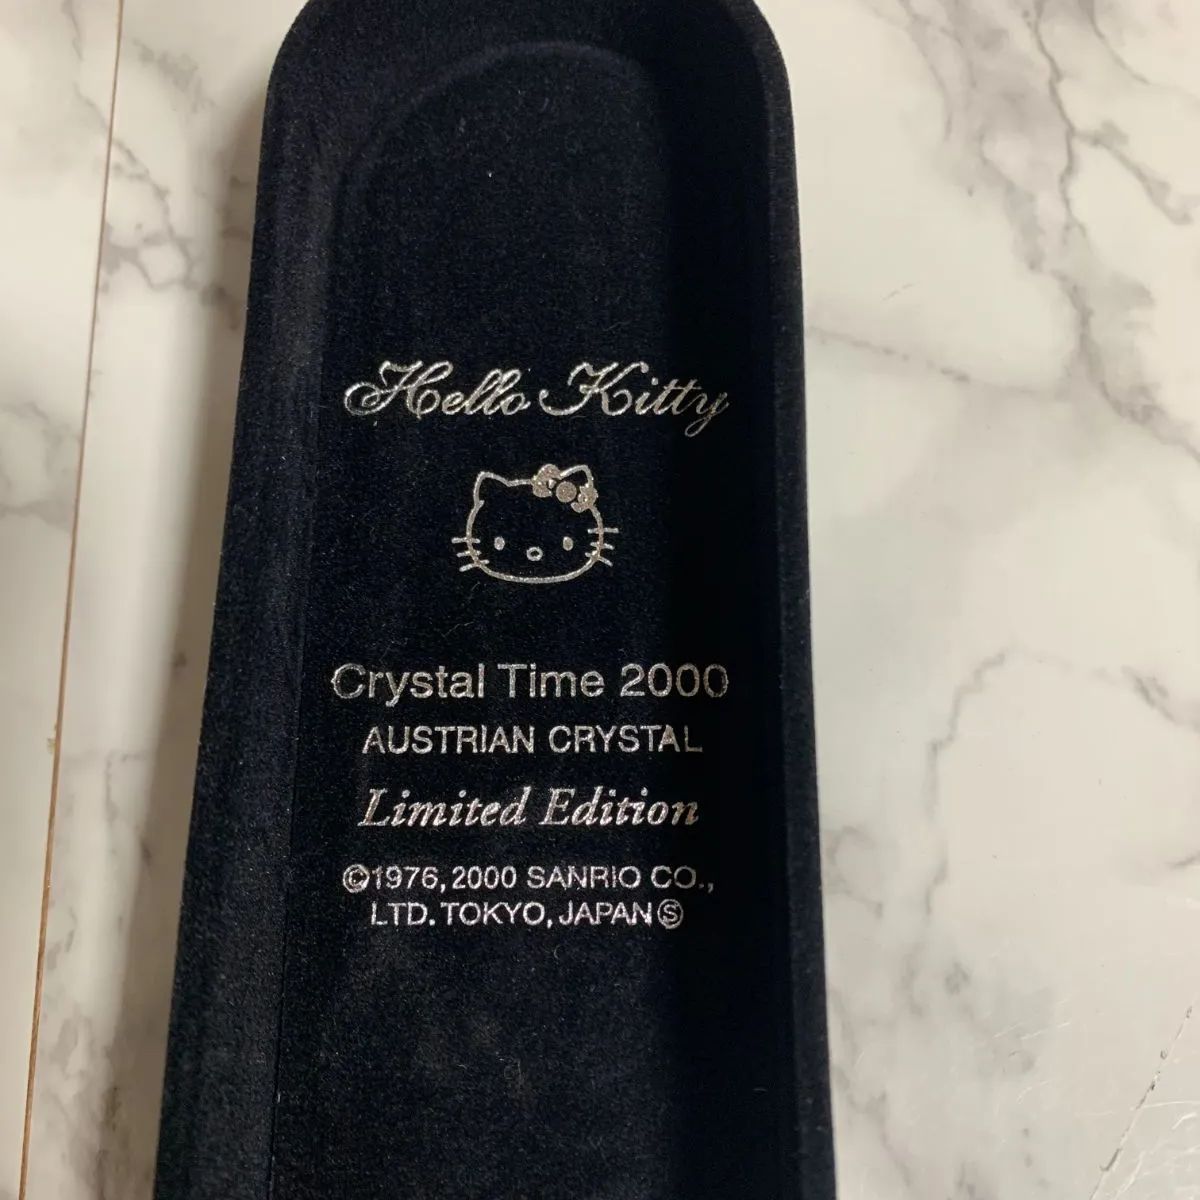 Hello Kitty
Crystal Time 2000
AUSTRIAN CRYSTAL
Limited Edition
©1976,2000 SANRIO CO.,
LTD. TOKYO, JAPAN Ⓢ